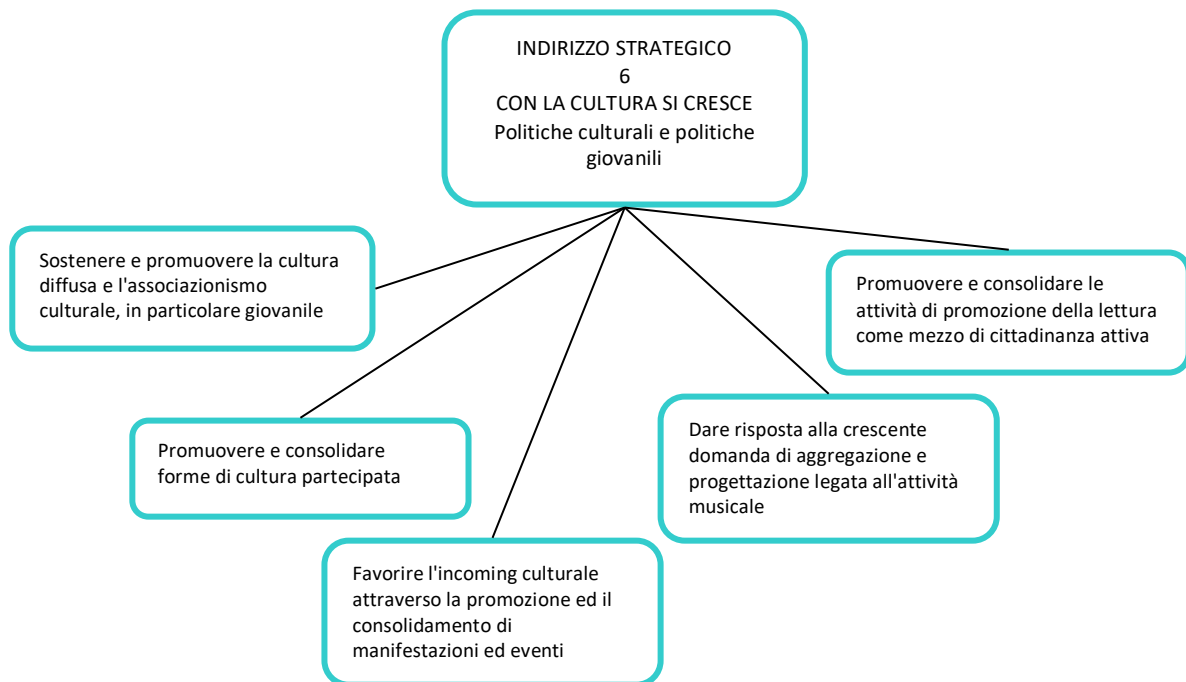 INDIRIZZO STRATEGICO
6
CON LA CULTURA SI CRESCE
Politiche culturali e politiche
giovanili
Sostenere e promuovere la cultura
diffusa e l'associazionismo
culturale, in particolare giovanile
Promuovere e consolidare le
attività di promozione della lettura
come mezzo di cittadinanza attiva
Promuovere e consolidare
forme di cultura partecipata
Dare risposta alla crescente
domanda di aggregazione e
progettazione legata all'attività
musicale
Favorire l'incoming culturale
attraverso la promozione ed il
consolidamento di
manifestazioni ed eventi